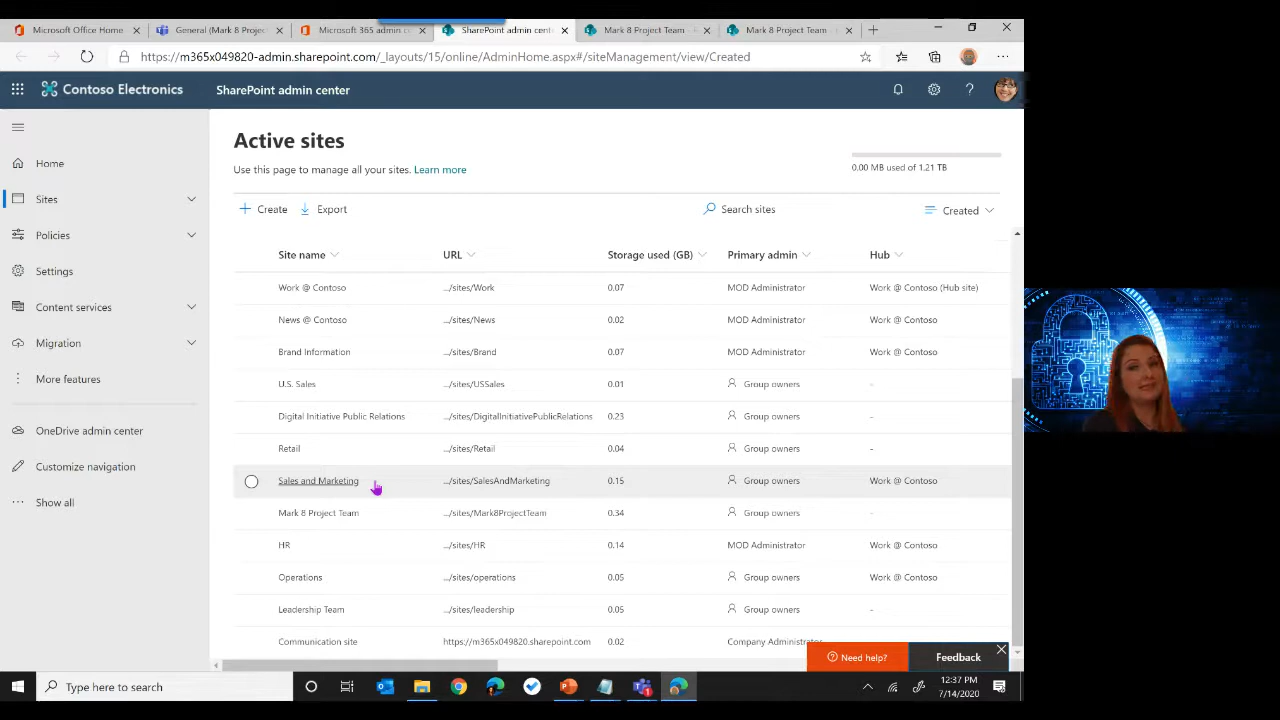 Microsoft Office Home
General (Mark 8 Project
Microsoft 365 admin c
SharePoint admin cent
Mark 8 Project Team -
Mark 8 Project Team -
https://m365x049820-admin.sharepoint.com/_layouts/15/online/AdminHome.aspx#/siteManagement/view/Created
Contoso Electronics
SharePoint admin center
?
Home
Sites
Policies
Settings
Content services
Migration
More features
OneDrive admin center
Customize navigation
Show all
Active sites
Use this page to manage all your sites. Learn more
0.00 MB used of 1.21 TB
Create
Export
Search sites
Created
Site name URL Storage used (GB) Primary admin Hub
Work @ Contoso .../sites/Work 0.07 MOD Administrator Work @ Contoso (Hub site)
News @ Contoso .../sites/News 0.02 MOD Administrator Work @ Contoso
Brand Information .../sites/Brand 0.07 MOD Administrator Work @ Contoso
U.S. Sales .../sites/USSales 0.01 Group owners -
Digital Initiative Public Relations .../sites/DigitalInitiativePublicRelations 0.23 Group owners -
Retail .../sites/Retail 0.04 Group owners -
Sales and Marketing .../sites/SalesAndMarketing 0.15 Group owners Work @ Contoso
Mark 8 Project Team .../sites/Mark8ProjectTeam 0.34 Group owners -
HR .../sites/HR 0.14 MOD Administrator Work @ Contoso
Operations .../sites/operations 0.05 Group owners Work @ Contoso
Leadership Team .../sites/leadership 0.05 Group owners -
Communication site https://m365x049820.sharepoint.com 0.02 Company Administrator
Need help?
Feedback
Type here to search
12:37 PM
7/14/2020